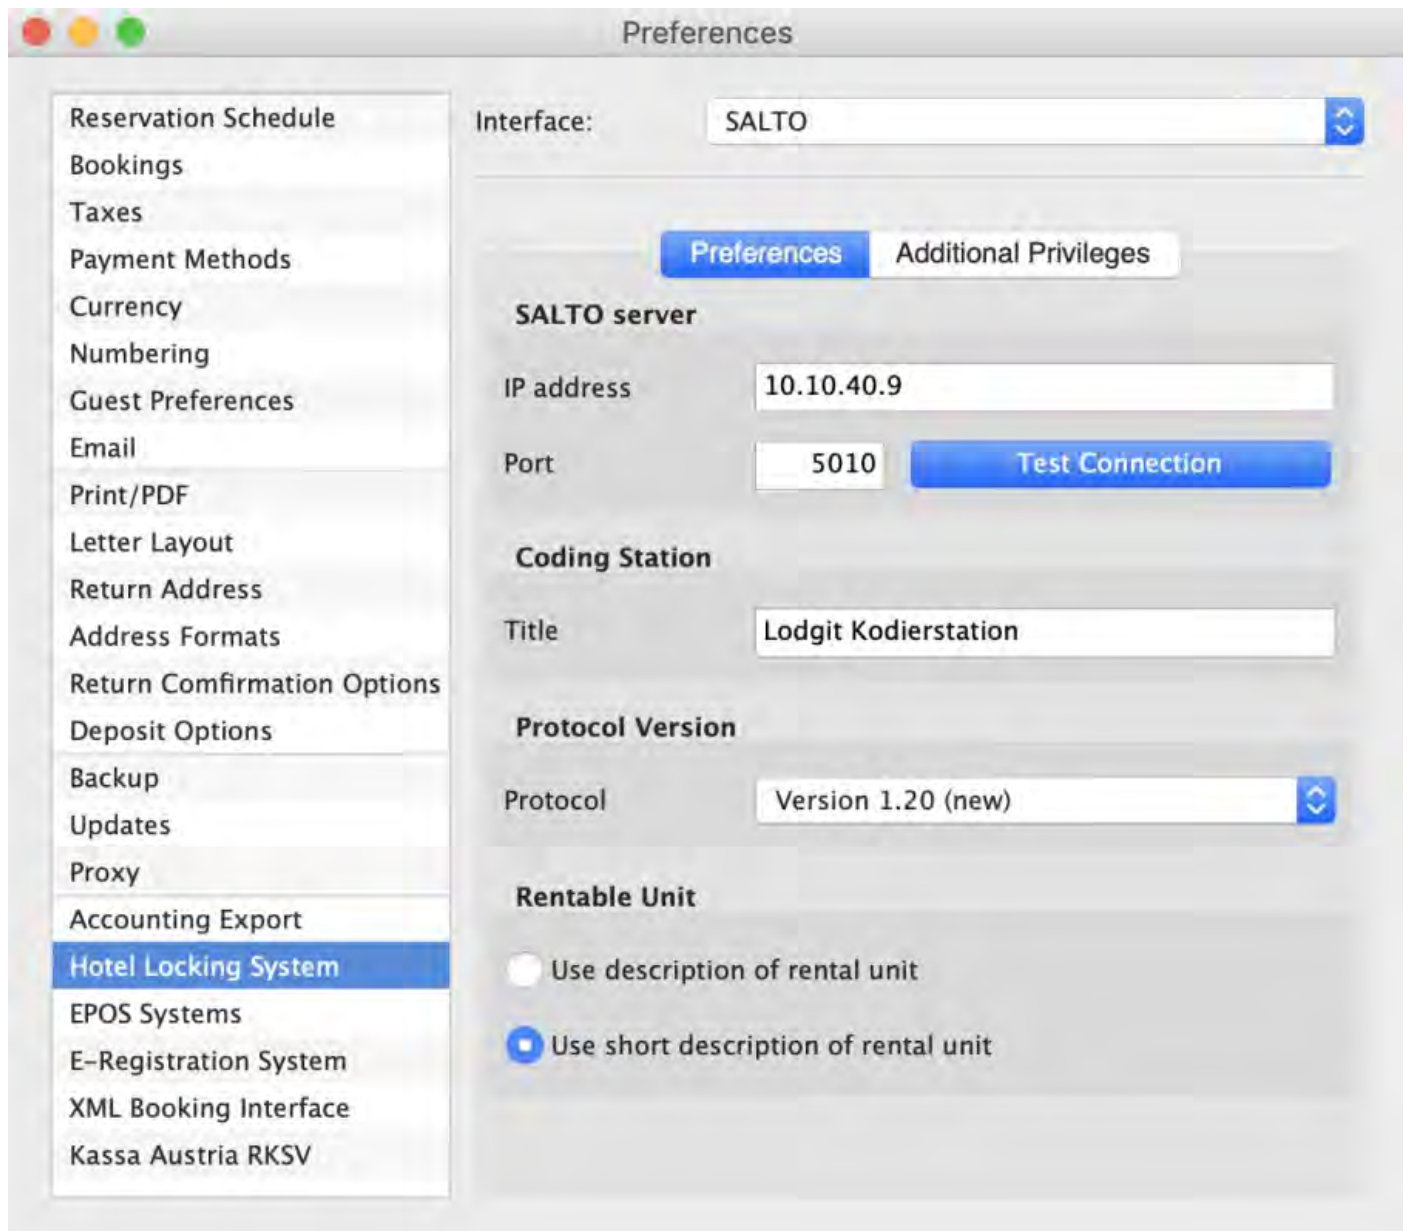 Preferences
Reservation Schedule
Bookings
Taxes
Payment Methods
Currency
Numbering
Guest Preferences
Email
Print/PDF
Letter Layout
Return Address
Address Formats
Return Comfirmation Options
Deposit Options
Backup
Updates
Proxy
Accounting Export
Hotel Locking System
EPOS Systems
E-Registration System
XML Booking Interface
Kassa Austria RKSV
Interface: SALTO
Preferences Additional Privileges
SALTO server
IP address 10.10.40.9
Port 5010 Test Connection
Coding Station
Title Lodgit Kodierstation
Protocol Version
Protocol Version 1.20 (new)
Rentable Unit
Use description of rental unit
Use short description of rental unit